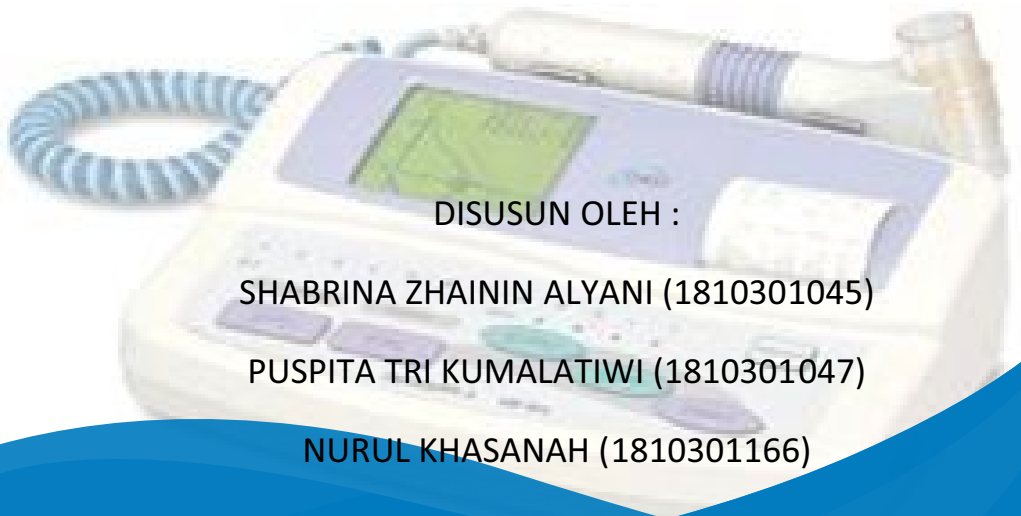 DISUSUN OLEH :
SHABRINA ZHAININ ALYANI (1810301045)
PUSPITA TRI KUMALATIWI (1810301047)
NURUL KHASANAH (1810301166)